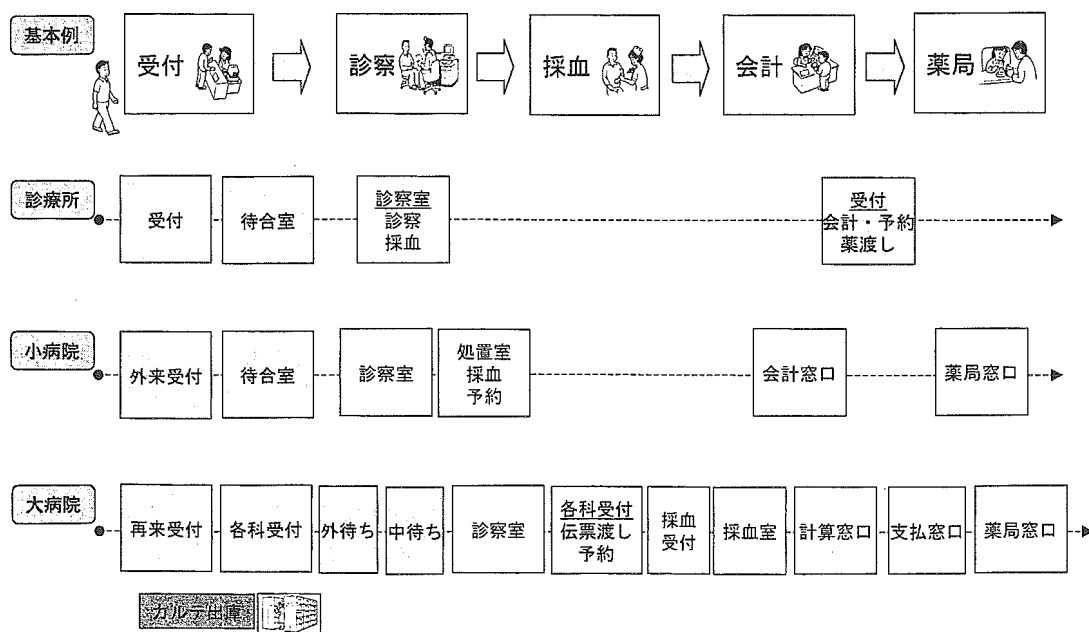 基本例
受付
診察
採血
会計
薬局
診療所
受付
待合室
診察室
診察
採血
受付
会計・予約
薬渡し
小病院
外来受付
待合室
診察室
処置室
採血
予約
会計窓口
薬局窓口
大病院
再来受付
各科受付
外待ち
中待ち
診察室
各科受付
伝票渡し
予約
採血
受付
採血室
計算窓口
支払窓口
薬局窓口
カルテ出庫